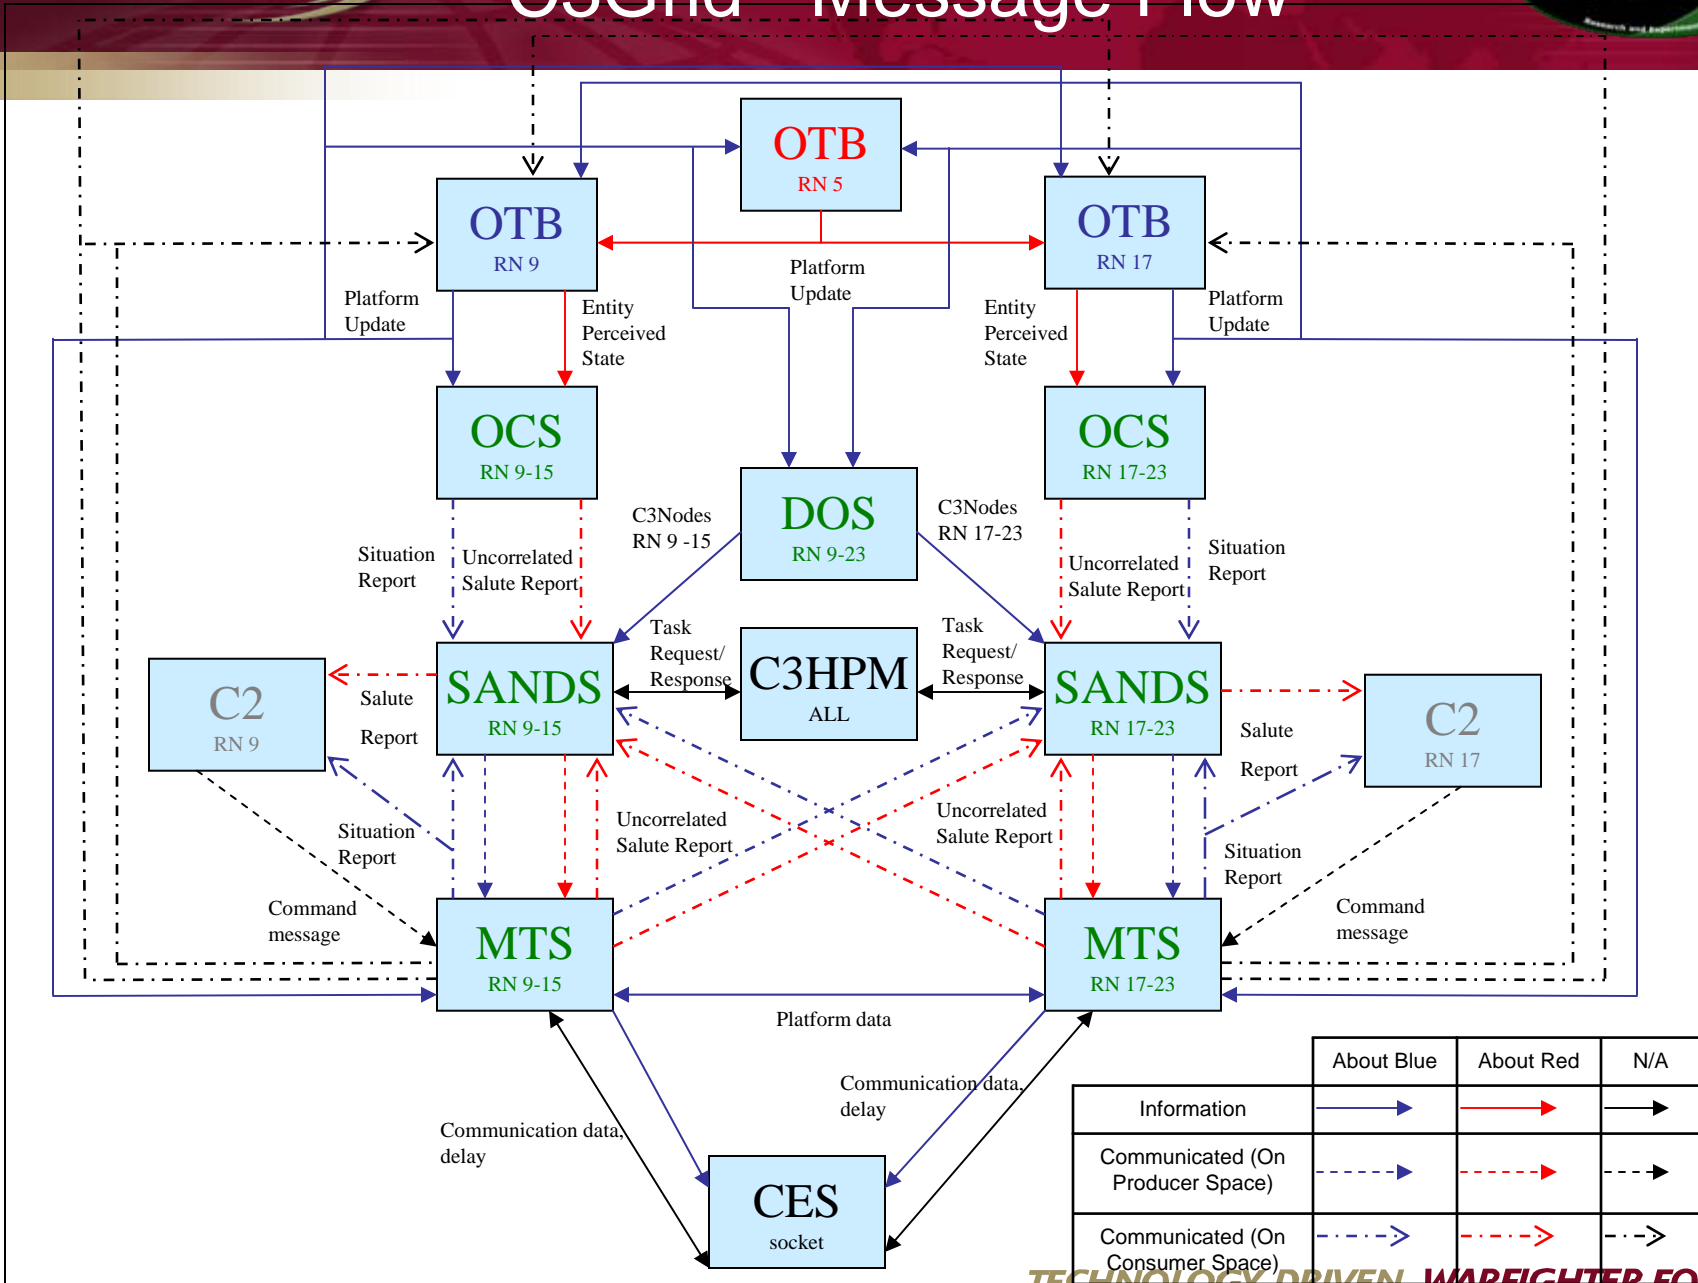 C3Grid - Message Flow
OTB
RN 5
OTB
RN 9
OTB
RN 17
Platform
Update
Platform
Update
Entity
Perceived
State
Entity
Perceived
State
Platform
Update
OCS
RN 9-15
OCS
RN 17-23
DOS
RN 9-23
C3Nodes
RN 9 -15
C3Nodes
RN 17-23
Situation
Report
Uncorrelated
Salute Report
Uncorrelated
Salute Report
Situation
Report
Task
Request/
Response
Task
Request/
Response
C2
RN 9
Salute
Report
SANDS
RN 9-15
C3HPM
ALL
SANDS
RN 17-23
Salute
Report
C2
RN 17
Situation
Report
Uncorrelated
Salute Report
Uncorrelated
Salute Report
Situation
Report
Command
message
Command
message
MTS
RN 9-15
MTS
RN 17-23
Platform data
Communication data,
delay
Communication data,
delay
CES
socket
About Blue
About Red
N/A
Information
Communicated (On
Producer Space)
Communicated (On
Consumer Space)
TECHNOLOGY DRIVEN. WARFIGHTER